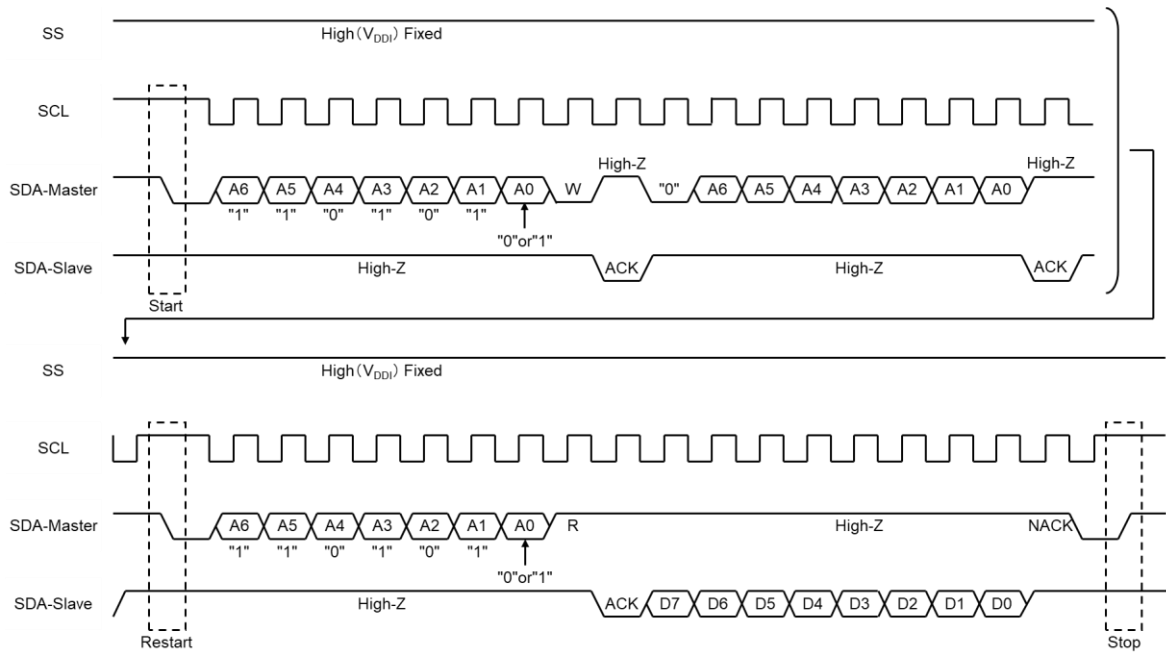 SS High(VDDI) Fixed
SCL
High-Z High-Z
SDA-Master A6 A5 A4 A3 A2 A1 A0 W "0" A6 A5 A4 A3 A2 A1 A0
"1" "1" "0" "1" "0" "1"
"0"or"1"
SDA-Slave High-Z ACK High-Z ACK
Start
SS High(VDDI) Fixed
SCL
SDA-Master A6 A5 A4 A3 A2 A1 A0 R High-Z NACK
"1" "1" "0" "1" "0" "1"
"0"or"1"
SDA-Slave High-Z ACK D7 D6 D5 D4 D3 D2 D1 D0
Restart Stop